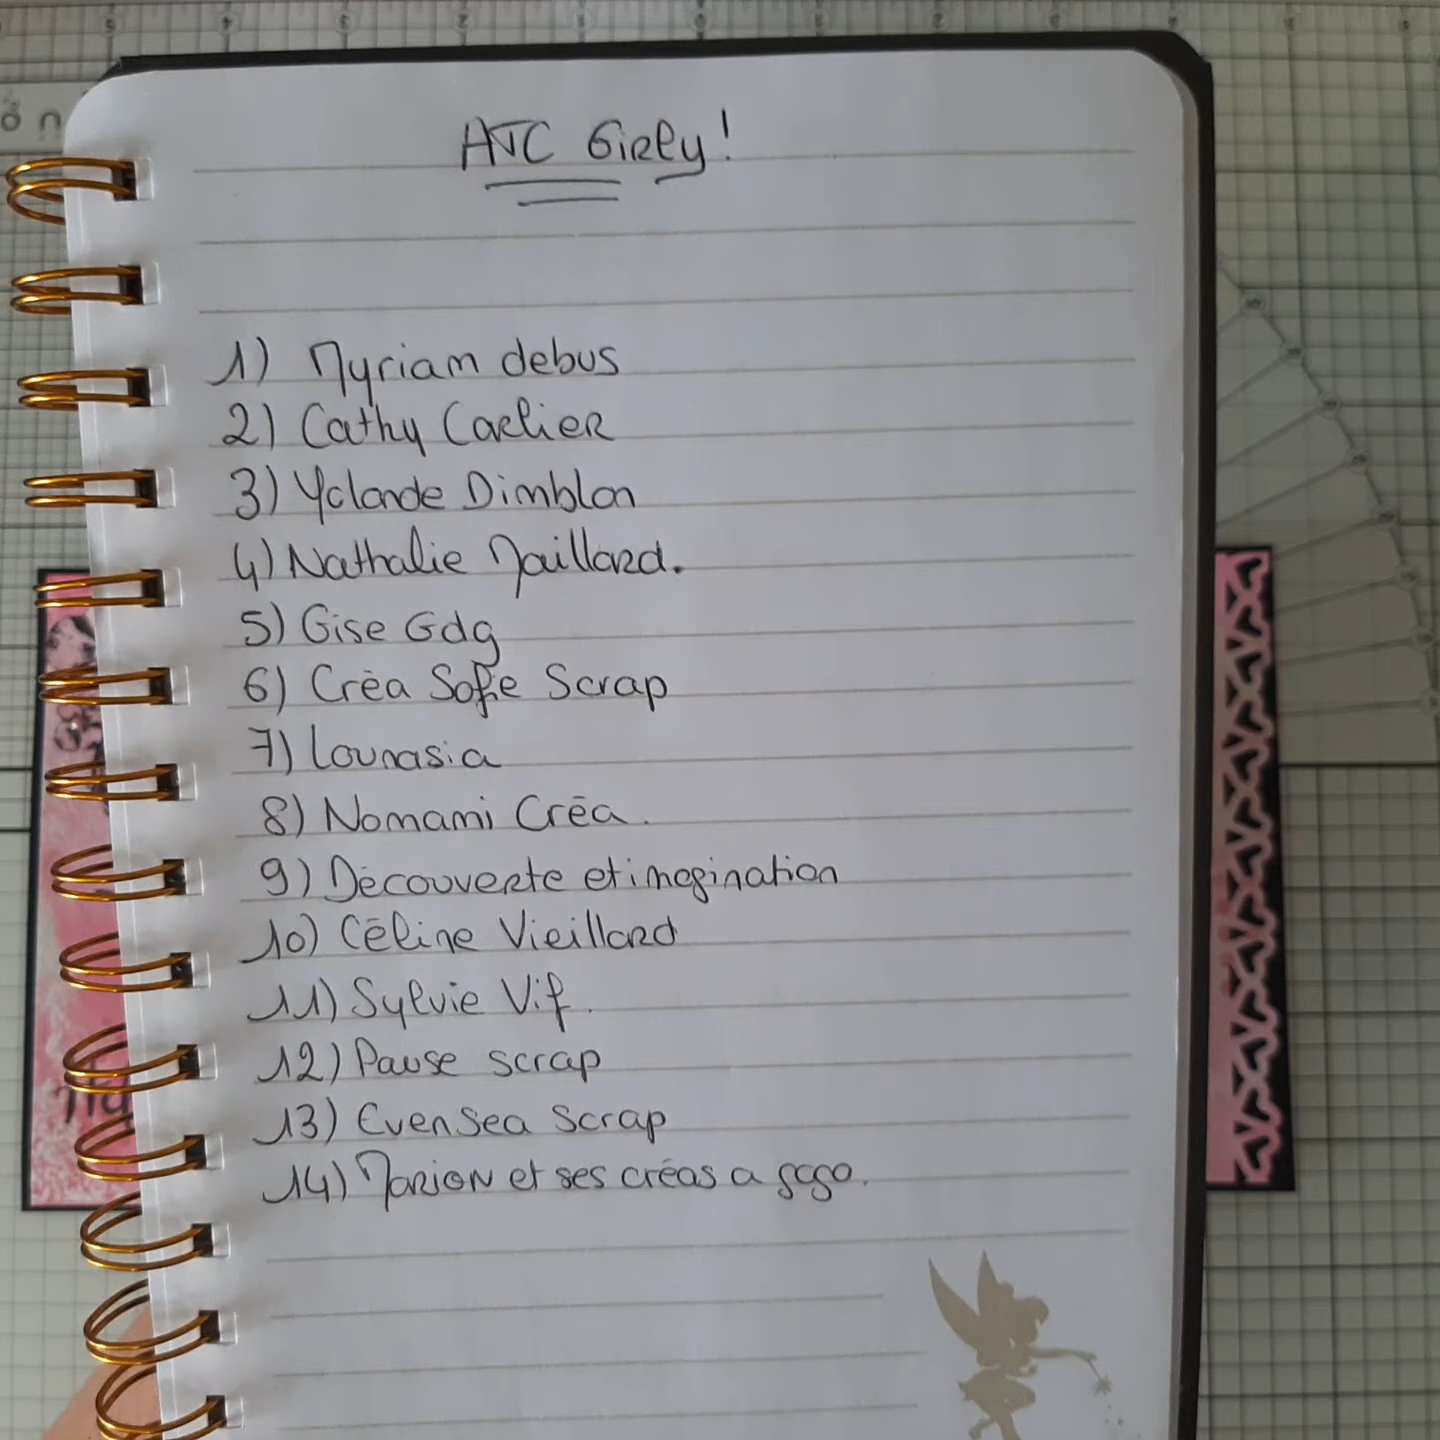 ATC Girly!
1) Myriam debus
2) Cathy Carlier
3) Yolande Dimblon
4) Nathalie Maillard.
5) Gise Gdg
6) Créa Sofie Scrap
7) Lounasia
8) Nomami Créa.
9) Découverte et imagination
10) Céline Vieillard
11) Sylvie Vif.
12) Pause scrap
13) Evensea Scrap
14) Marion et ses créas a gogo.